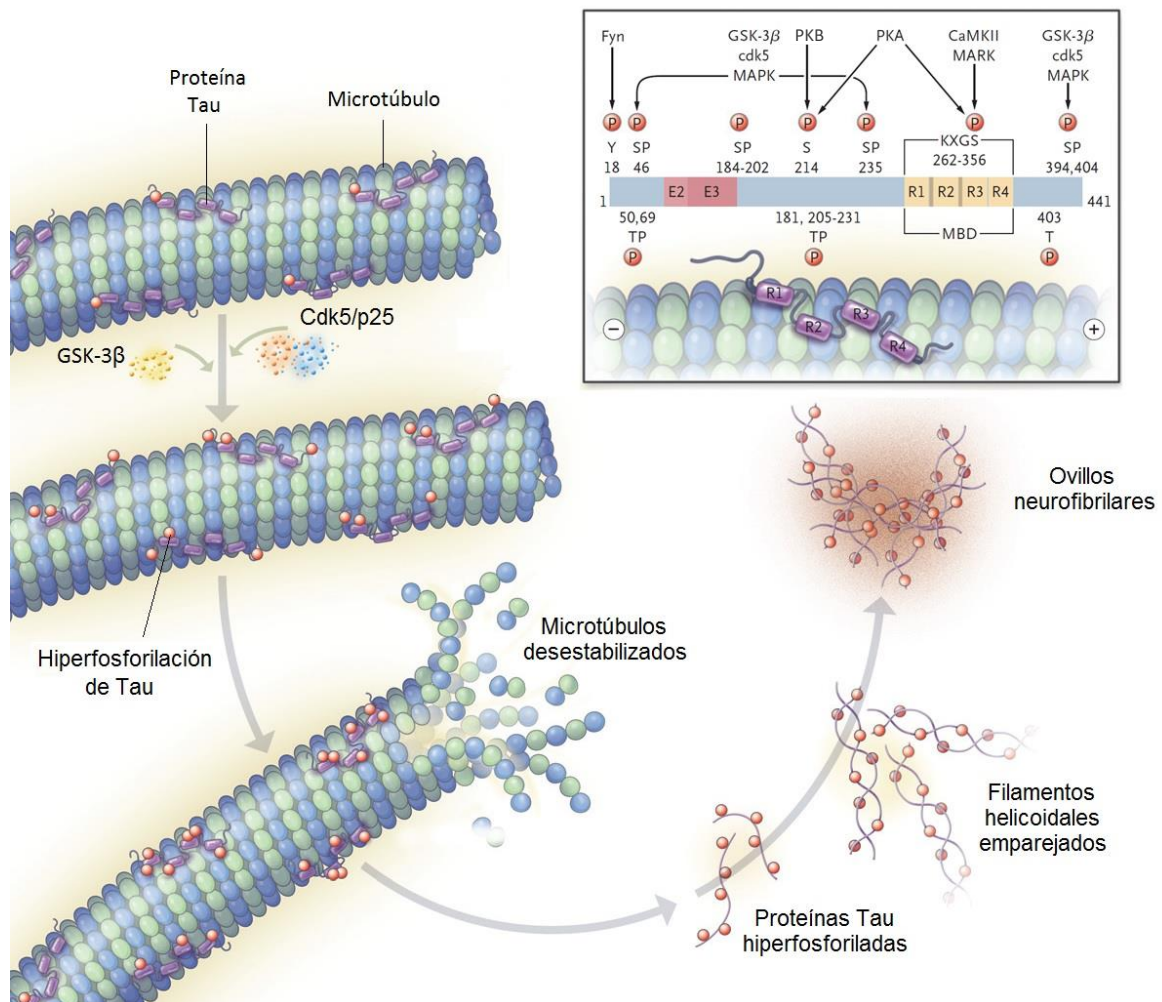 Proteína
Tau
Microtúbulo
GSK-3β
Cdk5/p25
Hiperfosforilación
de Tau
Microtúbulos
desestabilizados
Proteínas Tau
hiperfosforiladas
Filamentos
helicoidales
emparejados
Ovillos
neurofibrilares
Fyn
GSK-3β
cdk5
MAPK
PKB
PKA
CaMKII
MARK
GSK-3β
cdk5
MAPK
P P P P P P P
Y SP SP S SP KXGS SP
18 46 184-202 214 235 262-356 394,404
1 E2 E3 R1 R2 R3 R4 441
50,69 181, 205-231 MBD 403
TP TP T
P P P
R1
R2
R3
R4
− +